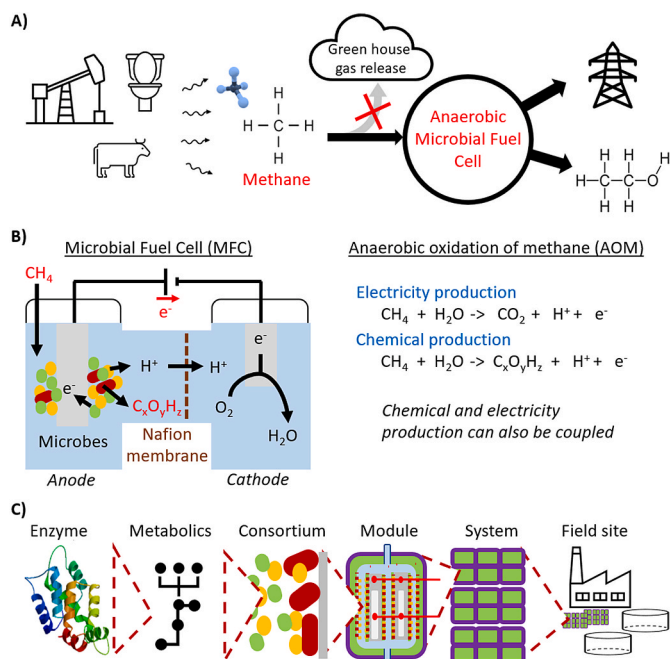 A)
Green house
gas release
H
H C H
H
Methane
Anaerobic
Microbial Fuel
Cell
H H H
H C C O
H H
B)
Microbial Fuel Cell (MFC)
CH4
e-
e-
H+
H+
e-
CxOyHz
O2
H2O
Microbes
Nafion
membrane
Anode
Cathode
Anaerobic oxidation of methane (AOM)
Electricity production
CH4 + H2O -> CO2 + H+ + e-
Chemical production
CH4 + H2O -> CxOyHz + H+ + e-
Chemical and electricity
production can also be coupled
C)
Enzyme Metabolics Consortium Module System Field site